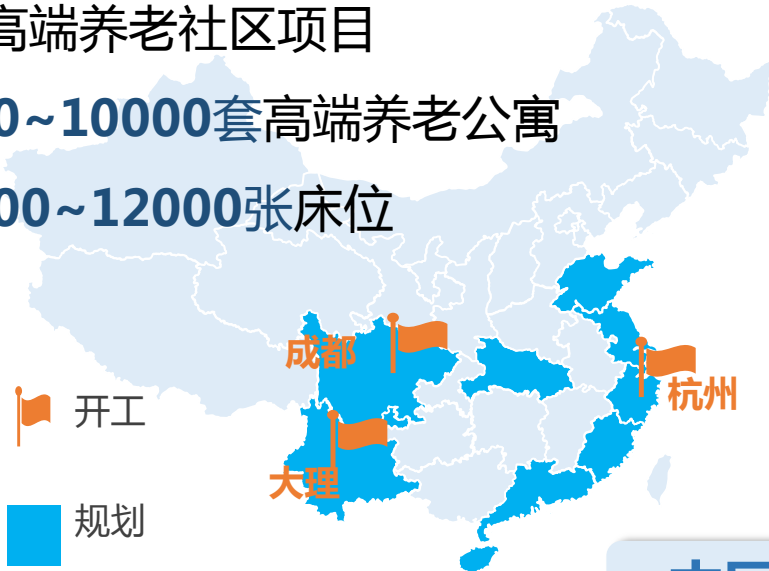 高端养老社区项目
0~10000套高端养老公寓
00~12000张床位
成都
杭州
开工
大理
规划